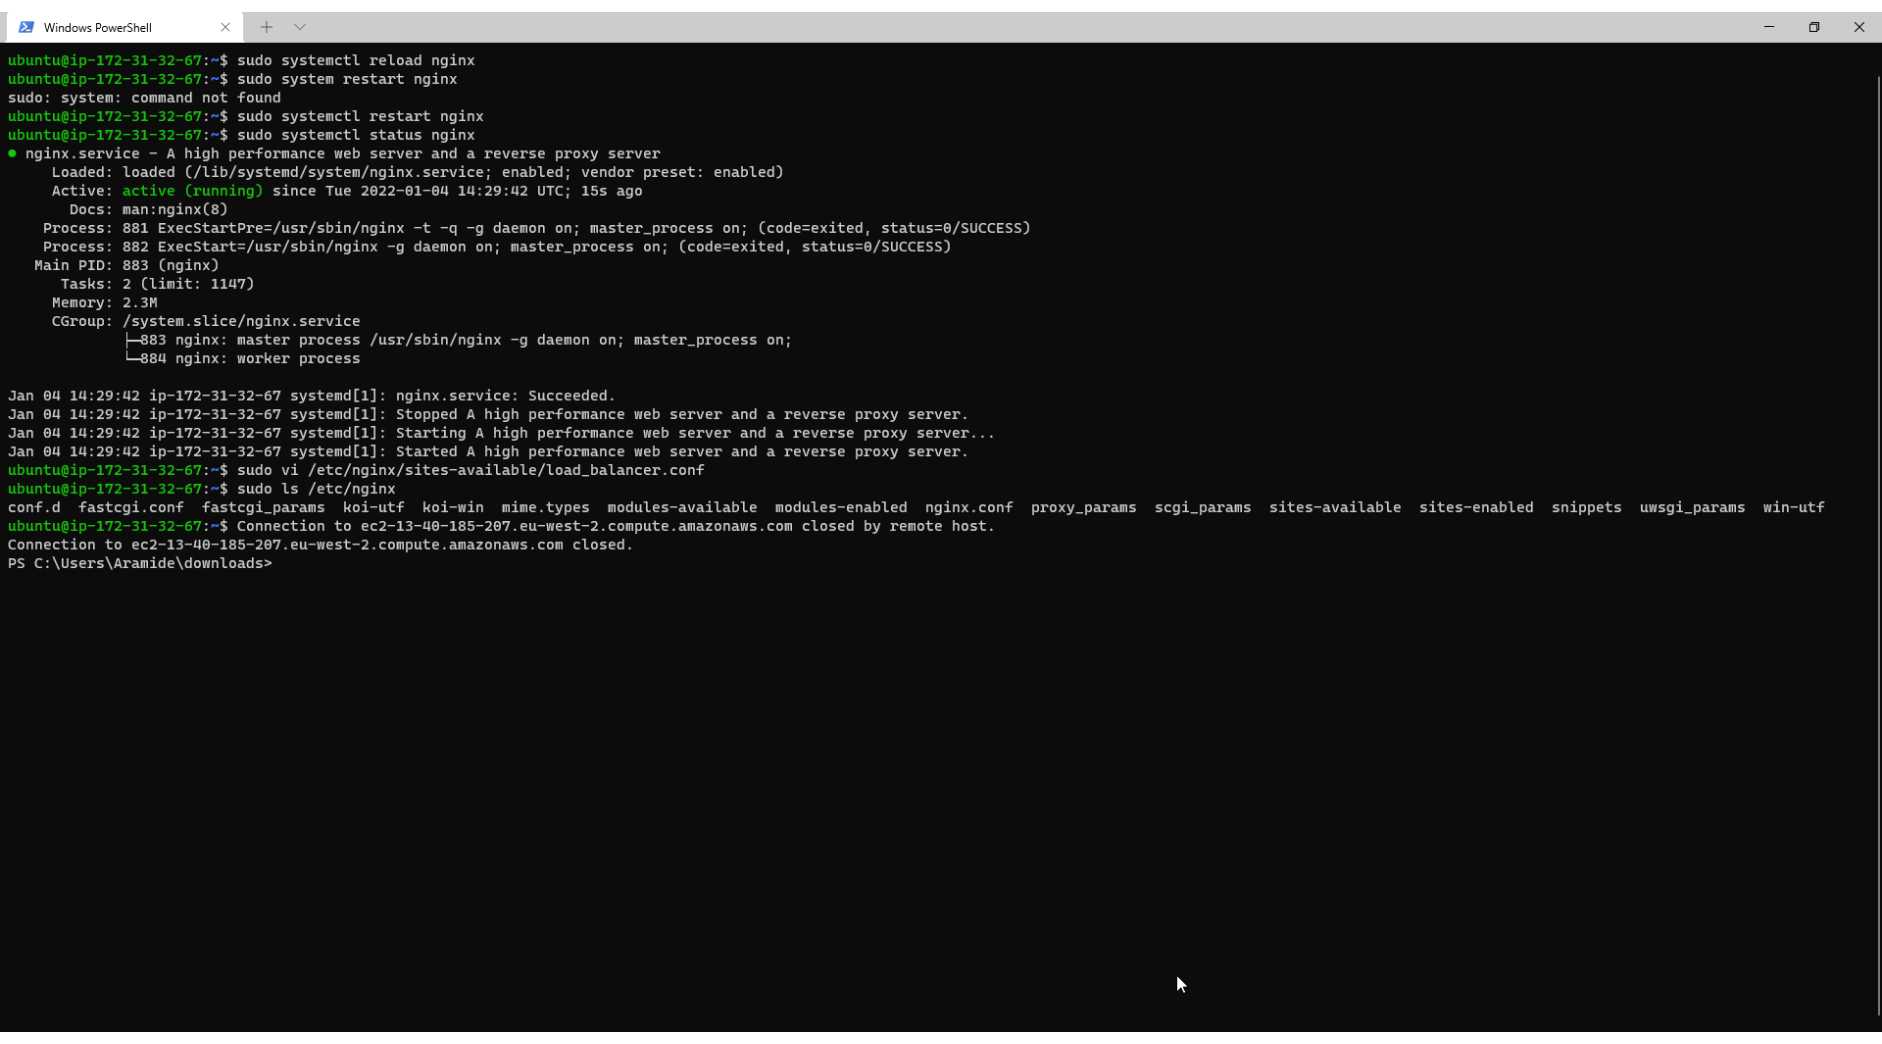 Windows PowerShell
ubuntu@ip-172-31-32-67:~$ sudo systemctl reload nginx
ubuntu@ip-172-31-32-67:~$ sudo system restart nginx
sudo: system: command not found
ubuntu@ip-172-31-32-67:~$ sudo systemctl restart nginx
ubuntu@ip-172-31-32-67:~$ sudo systemctl status nginx
● nginx.service - A high performance web server and a reverse proxy server
     Loaded: loaded (/lib/systemd/system/nginx.service; enabled; vendor preset: enabled)
     Active: active (running) since Tue 2022-01-04 14:29:42 UTC; 15s ago
       Docs: man:nginx(8)
    Process: 881 ExecStartPre=/usr/sbin/nginx -t -q -g daemon on; master_process on; (code=exited, status=0/SUCCESS)
    Process: 882 ExecStart=/usr/sbin/nginx -g daemon on; master_process on; (code=exited, status=0/SUCCESS)
   Main PID: 883 (nginx)
      Tasks: 2 (limit: 1147)
     Memory: 2.3M
     CGroup: /system.slice/nginx.service
             ├─883 nginx: master process /usr/sbin/nginx -g daemon on; master_process on;
             └─884 nginx: worker process
Jan 04 14:29:42 ip-172-31-32-67 systemd[1]: nginx.service: Succeeded.
Jan 04 14:29:42 ip-172-31-32-67 systemd[1]: Stopped A high performance web server and a reverse proxy server.
Jan 04 14:29:42 ip-172-31-32-67 systemd[1]: Starting A high performance web server and a reverse proxy server...
Jan 04 14:29:42 ip-172-31-32-67 systemd[1]: Started A high performance web server and a reverse proxy server.
ubuntu@ip-172-31-32-67:~$ sudo vi /etc/nginx/sites-available/load_balancer.conf
ubuntu@ip-172-31-32-67:~$ sudo ls /etc/nginx
conf.d  fastcgi.conf  fastcgi_params  koi-utf  koi-win  mime.types  modules-available  modules-enabled  nginx.conf  proxy_params  scgi_params  sites-available  sites-enabled  snippets  uwsgi_params  win-utf
ubuntu@ip-172-31-32-67:~$ Connection to ec2-13-40-185-207.eu-west-2.compute.amazonaws.com closed by remote host.
Connection to ec2-13-40-185-207.eu-west-2.compute.amazonaws.com closed.
PS C:\Users\Aramide\downloads>